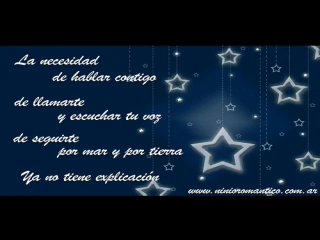 La necesidad
de hablar contigo
de llamarte
y escuchar tu voz
de seguirte
por mar y por tierra
Ya no tiene explicación
www.ninioromantico.com.ar